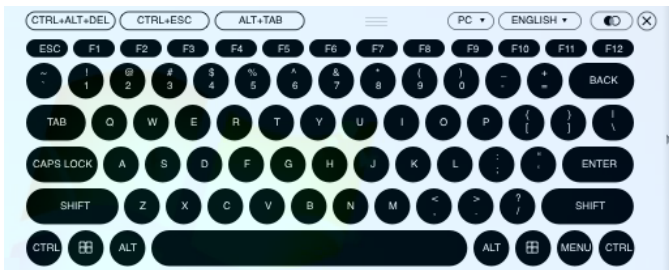 CTRL+ALT+DEL CTRL+ESC ALT+TAB PC ENGLISH
ESC F1 F2 F3 F4 F5 F6 F7 F8 F9 F10 F11 F12
~ ` ! 1 @ 2 # 3 $ 4 % 5 ^ 6 & 7 * 8 ( 9 ) 0 _ - + = BACK
TAB Q W E R T Y U I O P { [ } ] | \
CAPS LOCK A S D F G H J K L : ; " ' ENTER
SHIFT Z X C V B N M < , > . ? / SHIFT
CTRL ALT ALT MENU CTRL